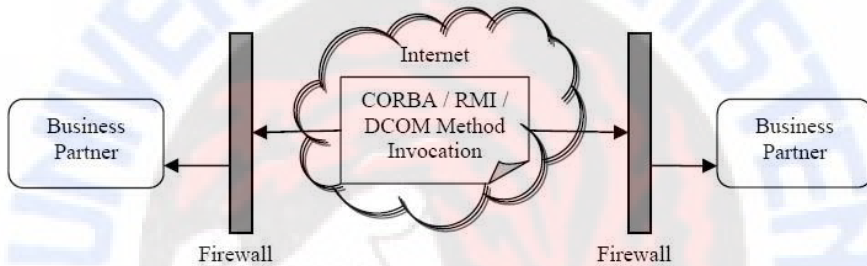 Internet
CORBA / RMI /
DCOM Method
Invocation
Business
Partner
Business
Partner
Firewall
Firewall